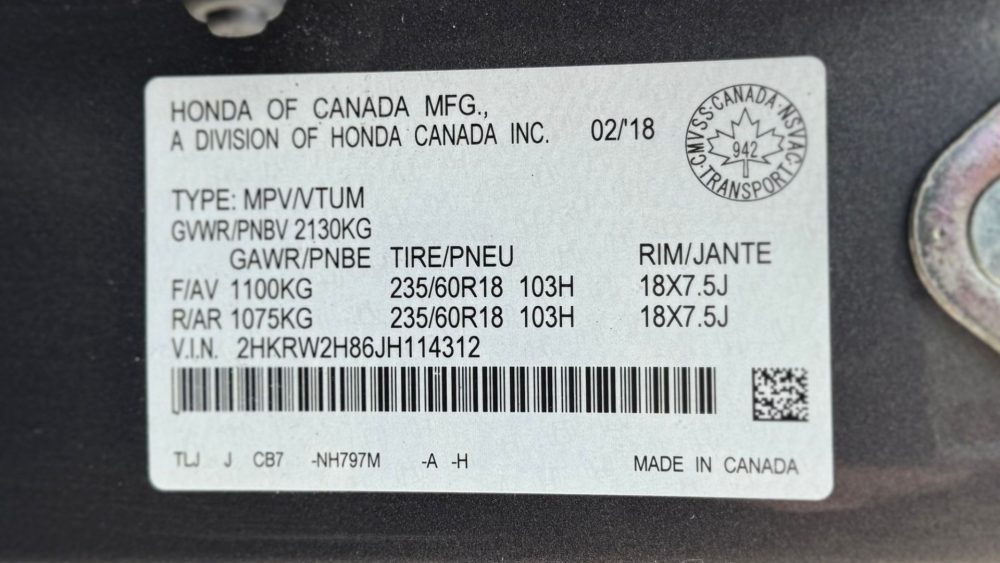 HONDA OF CANADA MFG.,
A DIVISION OF HONDA CANADA INC. 02/'18
CMVSS·CANADA·NSVAC·TRANSPORT·
942
TYPE: MPV/VTUM
GVWR/PNBV 2130KG
GAWR/PNBE TIRE/PNEU RIM/JANTE
F/AV 1100KG 235/60R18 103H 18X7.5J
R/AR 1075KG 235/60R18 103H 18X7.5J
V.I.N. 2HKRW2H86JH114312
TLJ J CB7 -NH797M -A -H MADE IN CANADA